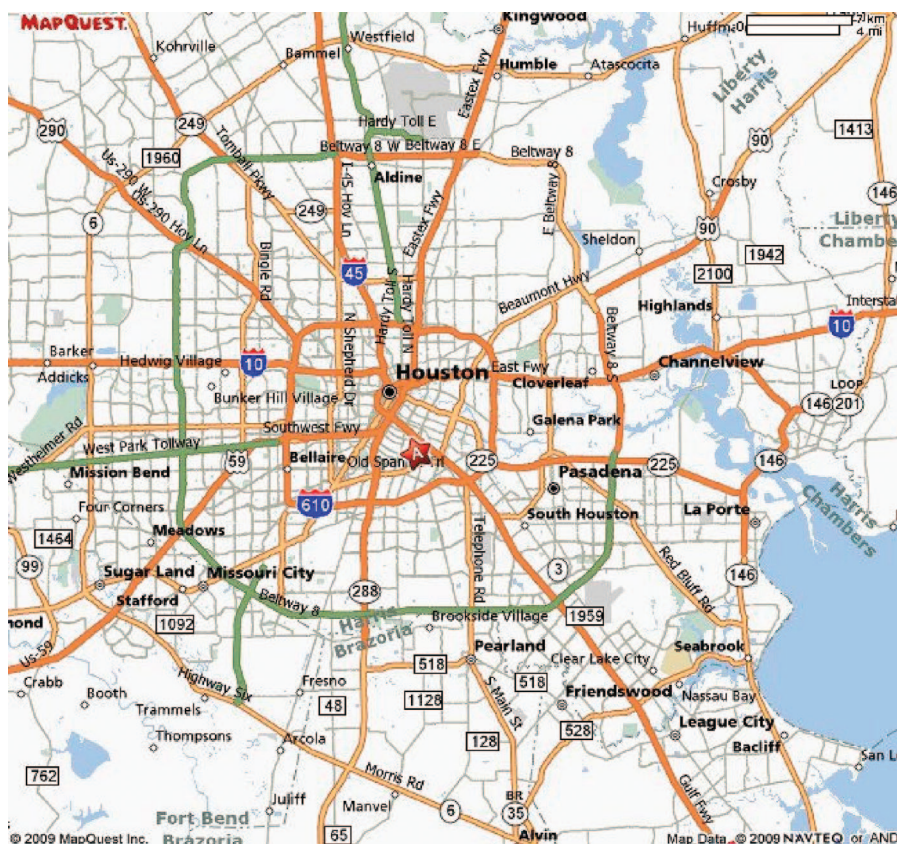 MAPQUEST.
Kingwood
7 km
4 mi
Kohrville
Westfield
Bammel
Humble
Atascocita
Liberty
Harris
290
249
1960
Hardy Toll E
Eastex Fwy
90
1413
Beltway 8 W
Beltway 8 E
Beltway 8
Tomball Pkwy
Aldine
I-45 Hov Ln
Crosby
146
6
Us-290 W
Us-290 Hov Ln
249
E Beltway 8
90
Liberty
Sheldon
Bingle Rd
45
Eastex Fwy
2100
1942
Beaumont Hwy
Highlands
Interstate
10
N Shepherd Dr
Hardy Toll S
Hardy Toll N
Beltway 8 S
Barker
Addicks
Hedwig Village
10
Houston
East Fwy
Cloverleaf
Channelview
LOOP
Bunker Hill Village
146
201
Southwest Fwy
Galena Park
Westheimer Rd
West Park Tollway
Mission Bend
59
Bellaire
A
225
Pasadena
225
146
Harris
Chambers
610
Four Corners
South Houston
La Porte
1464
Meadows
Telephone Rd
3
Red Bluff Rd
146
99
Sugar Land
Missouri City
Stafford
1092
288
Beltway 8
Brookside Village
1959
Harris
Brazoria
Seabrook
Us-59
518
Pearland
Clear Lake City
Crabb
Booth
Highway Six
Fresno
518
Nassau Bay
Trammels
48
1128
S Main St
Friendswood
League City
Thompsons
Arcola
128
528
Bacliff
762
Morris Rd
Gulf Fwy
Juliff
Manvel
6
BR
35
Fort Bend
Brazoria
65
Alvin
© 2009 MapQuest Inc.
Map Data © 2009 NAVTEQ or AND